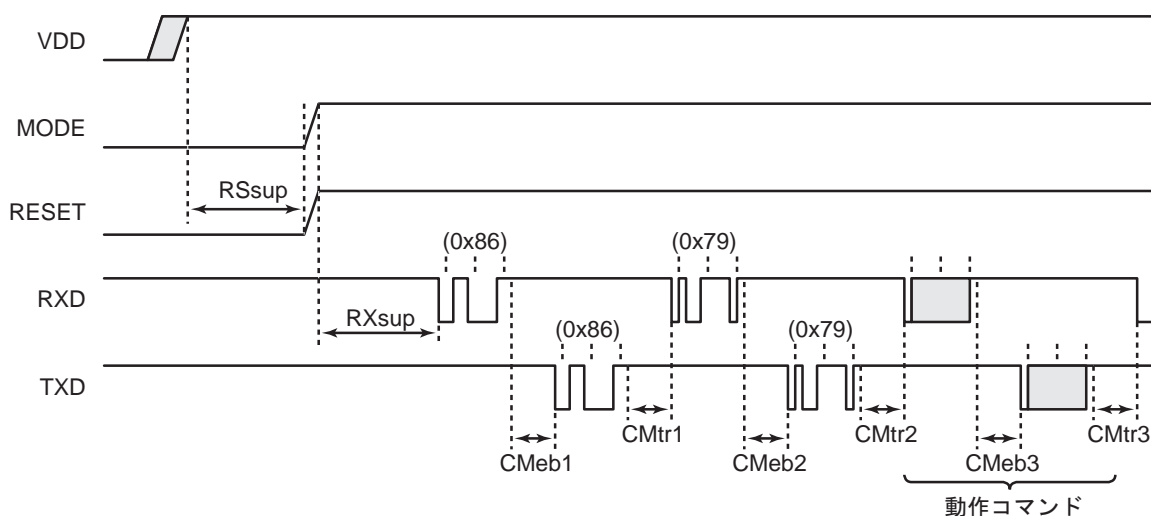 VDD
MODE
RSsup
RESET
(0x86)
(0x79)
RXD
RXsup
(0x86)
(0x79)
TXD
CMtr1
CMtr2
CMtr3
CMeb1
CMeb2
CMeb3
動作コマンド